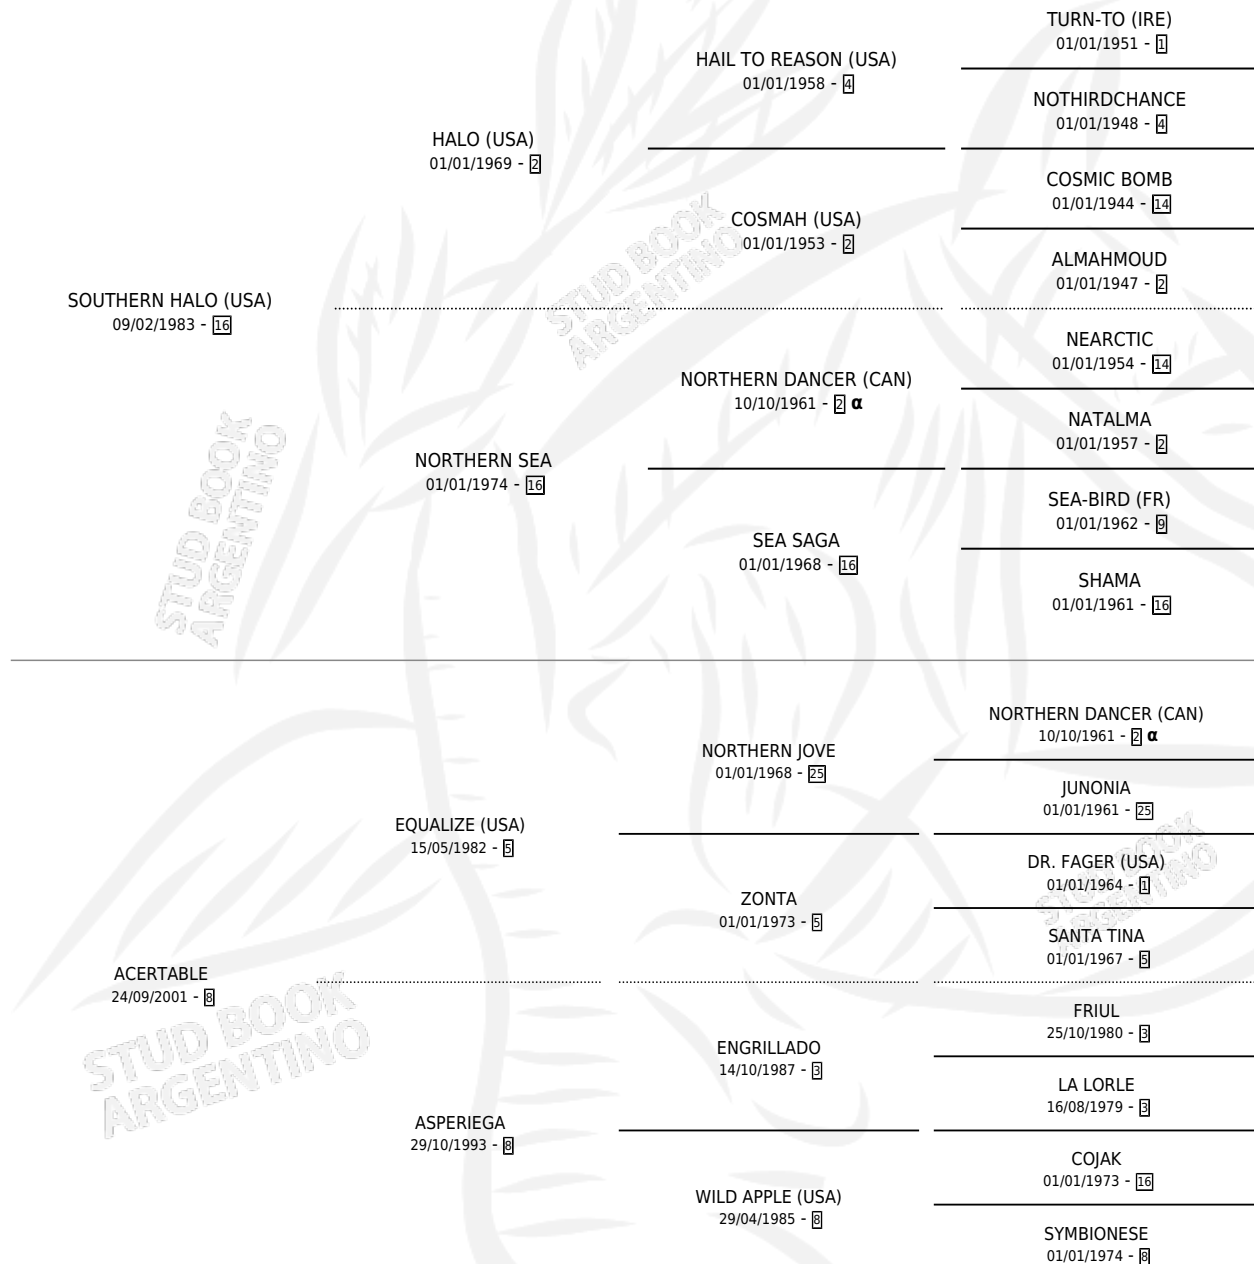 TURN-TO (IRE)
01/01/1951 - 1
HAIL TO REASON (USA)
01/01/1958 - 4
NOTHIRDCHANCE
01/01/1948 - 4
HALO (USA)
01/01/1969 - 2
COSMIC BOMB
01/01/1944 - 14
COSMAH (USA)
01/01/1953 - 2
ALMAHMOUD
01/01/1947 - 2
SOUTHERN HALO (USA)
09/02/1983 - 16
NEARCTIC
01/01/1954 - 14
NORTHERN DANCER (CAN)
10/10/1961 - 2 α
NATALMA
01/01/1957 - 2
NORTHERN SEA
01/01/1974 - 16
SEA-BIRD (FR)
01/01/1962 - 9
SEA SAGA
01/01/1968 - 16
SHAMA
01/01/1961 - 16
NORTHERN DANCER (CAN)
10/10/1961 - 2 α
NORTHERN JOVE
01/01/1968 - 25
JUNONIA
01/01/1961 - 25
EQUALIZE (USA)
15/05/1982 - 5
DR. FAGER (USA)
01/01/1964 - 1
ZONTA
01/01/1973 - 5
SANTA TINA
01/01/1967 - 5
ACERTABLE
24/09/2001 - 8
FRIUL
25/10/1980 - 3
ENGRILLADO
14/10/1987 - 3
LA LORLE
16/08/1979 - 3
ASPERIEGA
29/10/1993 - 8
COJAK
01/01/1973 - 16
WILD APPLE (USA)
29/04/1985 - 8
SYMBIONESE
01/01/1974 - 8
STUD BOOK
ARGENTINO
STUD BOOK
ARGENTINO
STUD BOOK
ARGENTINO
STUD BOOK
ARGENTINO